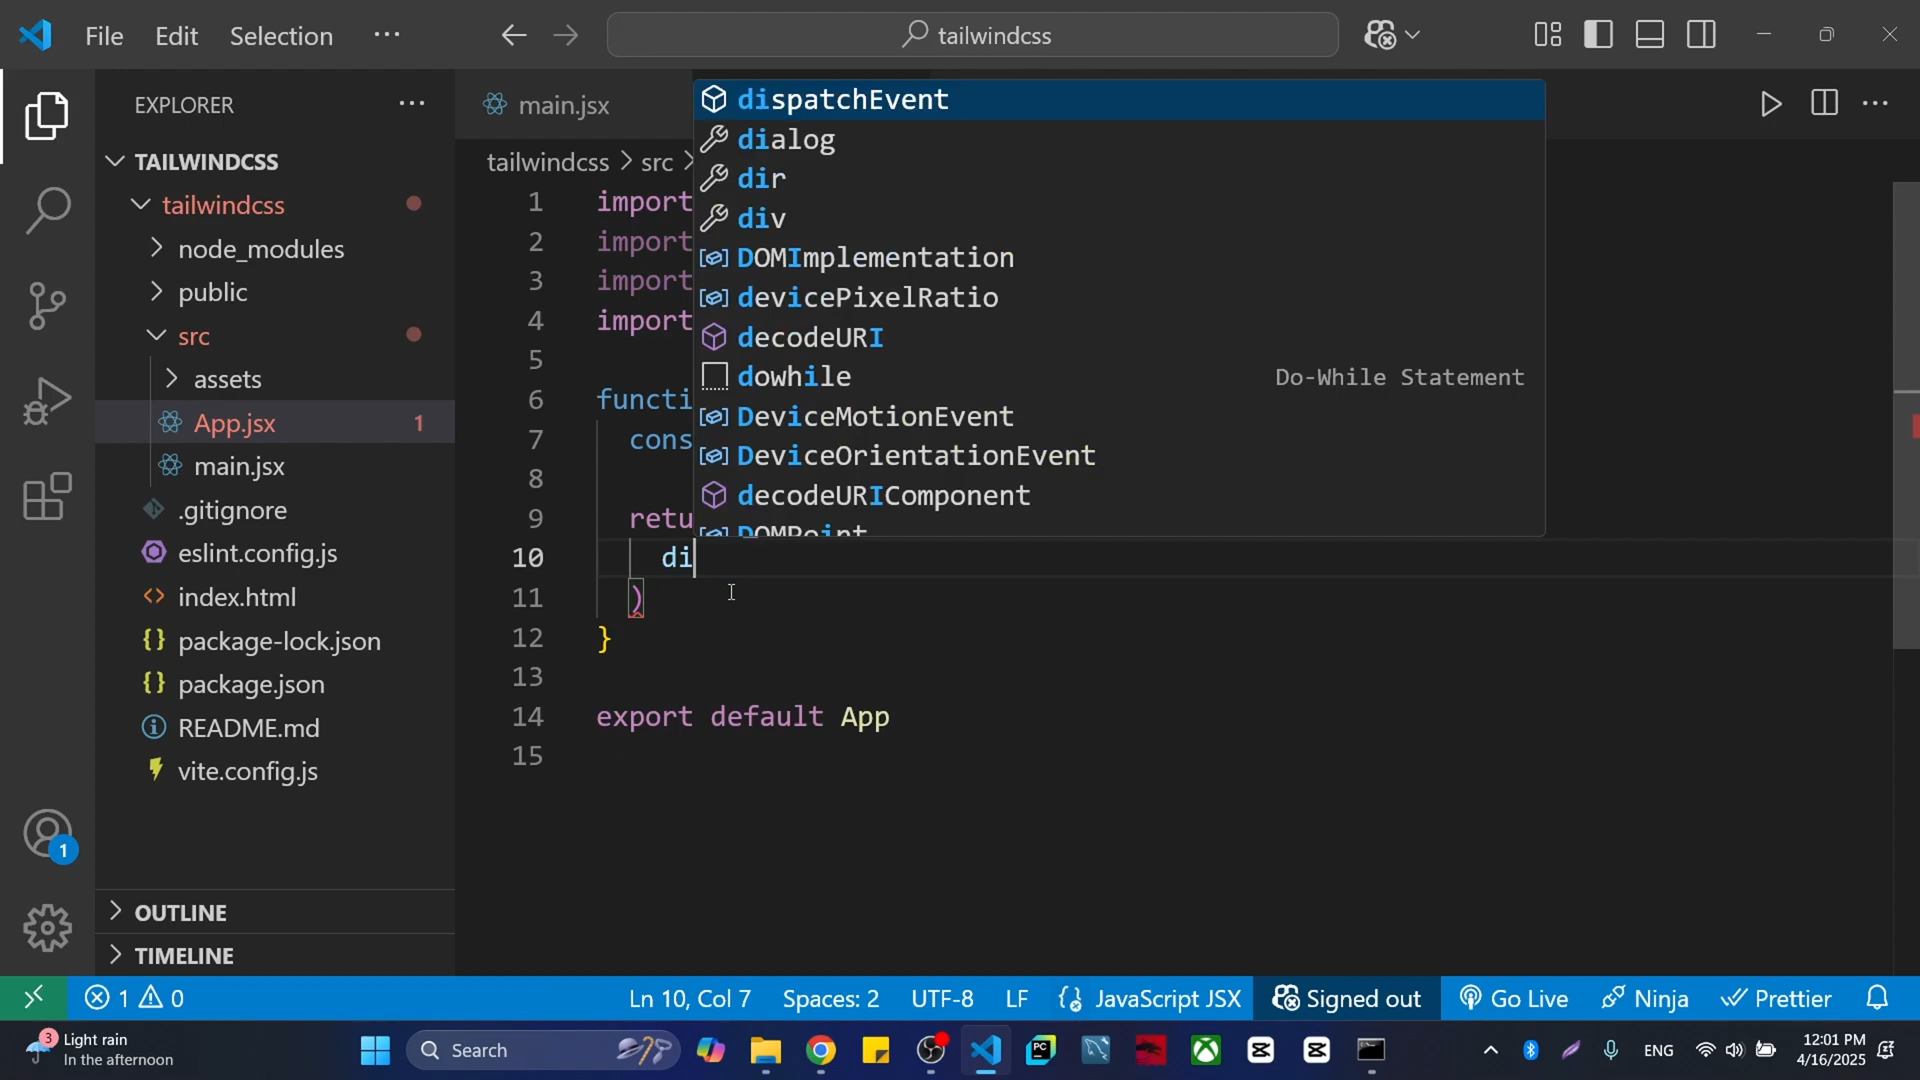 File Edit Selection ···
tailwindcss
EXPLORER
TAILWINDCSS
tailwindcss
node_modules
public
src
assets
App.jsx 1
main.jsx
.gitignore
eslint.config.js
index.html
package-lock.json
package.json
README.md
vite.config.js
OUTLINE
TIMELINE
1
main.jsx
tailwindcss > src >
1 import
2 import
3 import
4 import
5
6 functi
7 cons
8
9 retu
10 di
11 )
12 }
13
14 export default App
15
dispatchEvent
dialog
dir
div
DOMImplementation
devicePixelRatio
decodeURI
dowhile Do-While Statement
DeviceMotionEvent
DeviceOrientationEvent
decodeURIComponent
DOMPoint
1 0 Ln 10, Col 7 Spaces: 2 UTF-8 LF JavaScript JSX Signed out Go Live Ninja Prettier
3 Light rain
In the afternoon
Search
PC
ENG
12:01 PM
4/16/2025